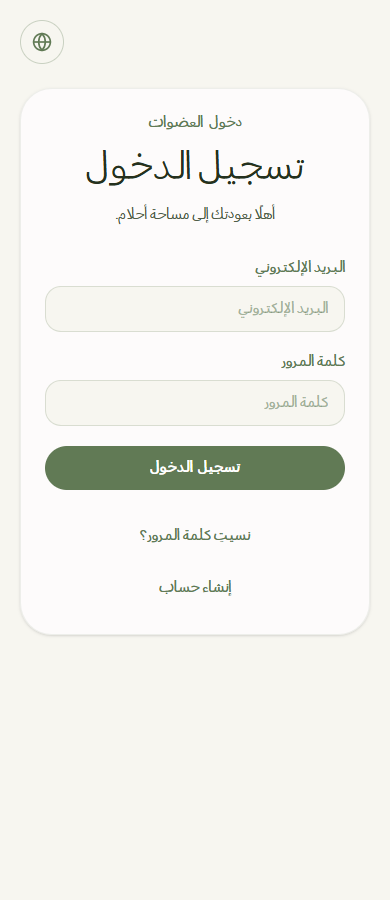 دخول العضوات
تسجيل الدخول
أهلًا بعودتك إلى مساحة أحلام.
البريد الإلكتروني
البريد الإلكتروني
كلمة المرور
كلمة المرور
تسجيل الدخول
نسيتِ كلمة المرور؟
إنشاء حساب